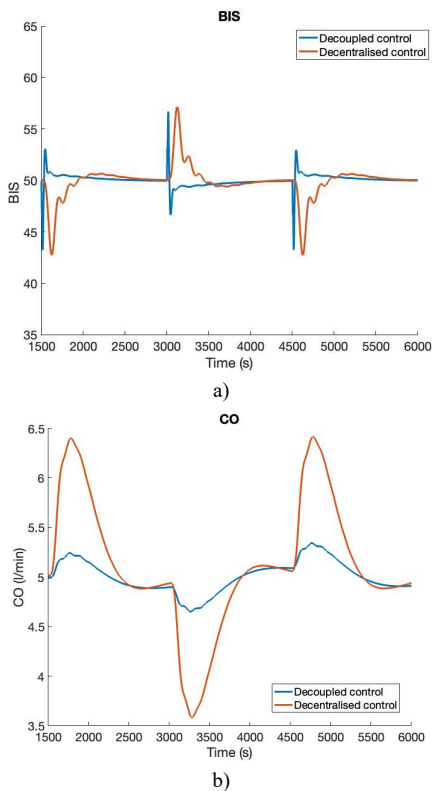 BIS
65
60
55
50
45
40
35
BIS
Decoupled control
Decentralised control
1500 2000 2500 3000 3500 4000 4500 5000 5500 6000
Time (s)
a)
CO
6.5
6
5.5
5
4.5
4
3.5
CO (l/min)
Decoupled control
Decentralised control
1500 2000 2500 3000 3500 4000 4500 5000 5500 6000
Time (s)
b)